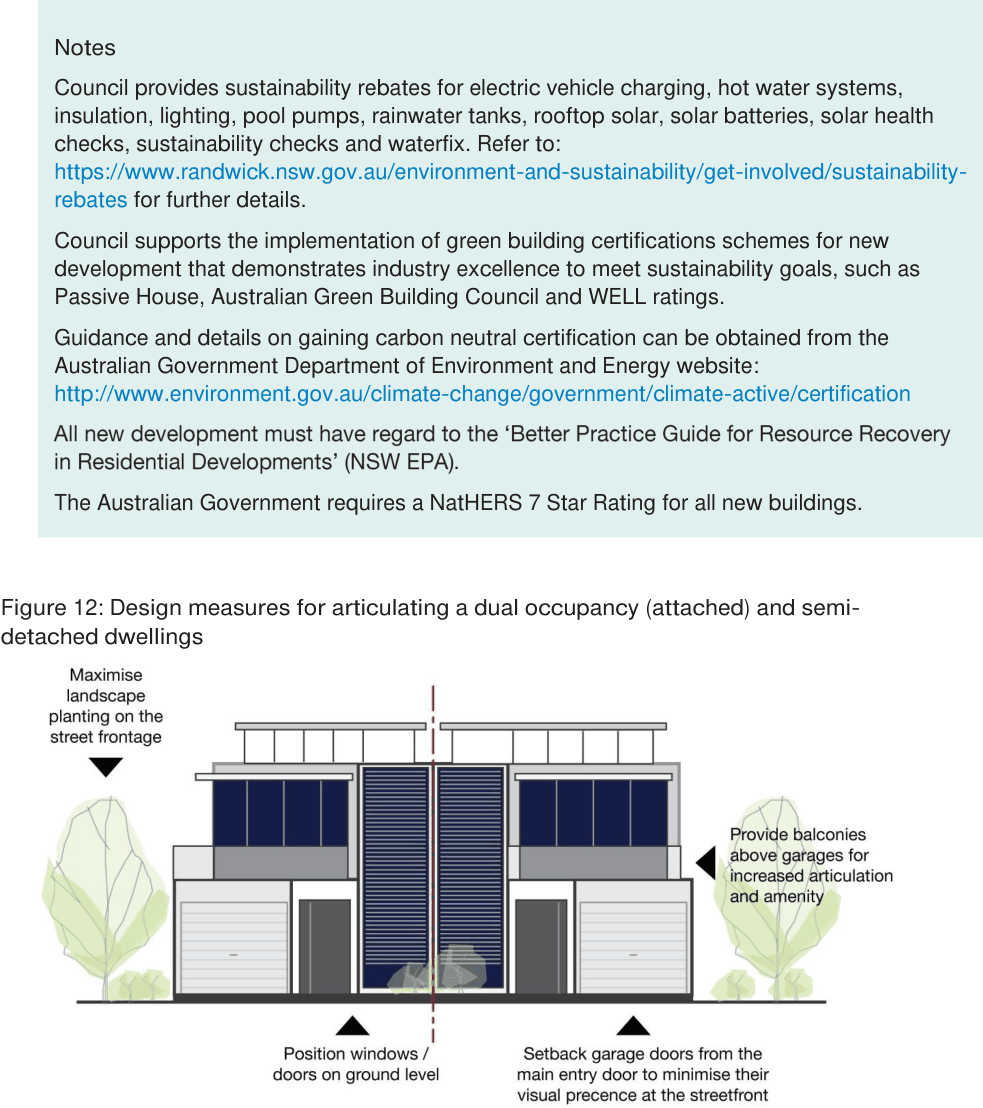 Notes
Council provides sustainability rebates for electric vehicle charging, hot water systems,
insulation, lighting, pool pumps, rainwater tanks, rooftop solar, solar batteries, solar health
checks, sustainability checks and waterfix. Refer to:
https://www.randwick.nsw.gov.au/environment-and-sustainability/get-involved/sustainability-
rebates for further details.
Council supports the implementation of green building certifications schemes for new
development that demonstrates industry excellence to meet sustainability goals, such as
Passive House, Australian Green Building Council and WELL ratings.
Guidance and details on gaining carbon neutral certification can be obtained from the
Australian Government Department of Environment and Energy website:
http://www.environment.gov.au/climate-change/government/climate-active/certification
All new development must have regard to the ‘Better Practice Guide for Resource Recovery
in Residential Developments’ (NSW EPA).
The Australian Government requires a NatHERS 7 Star Rating for all new buildings.
Figure 12: Design measures for articulating a dual occupancy (attached) and semi-
detached dwellings
Maximise
landscape
planting on the
street frontage
Provide balconies
above garages for
increased articulation
and amenity
Position windows /
doors on ground level
Setback garage doors from the
main entry door to minimise their
visual precence at the streetfront